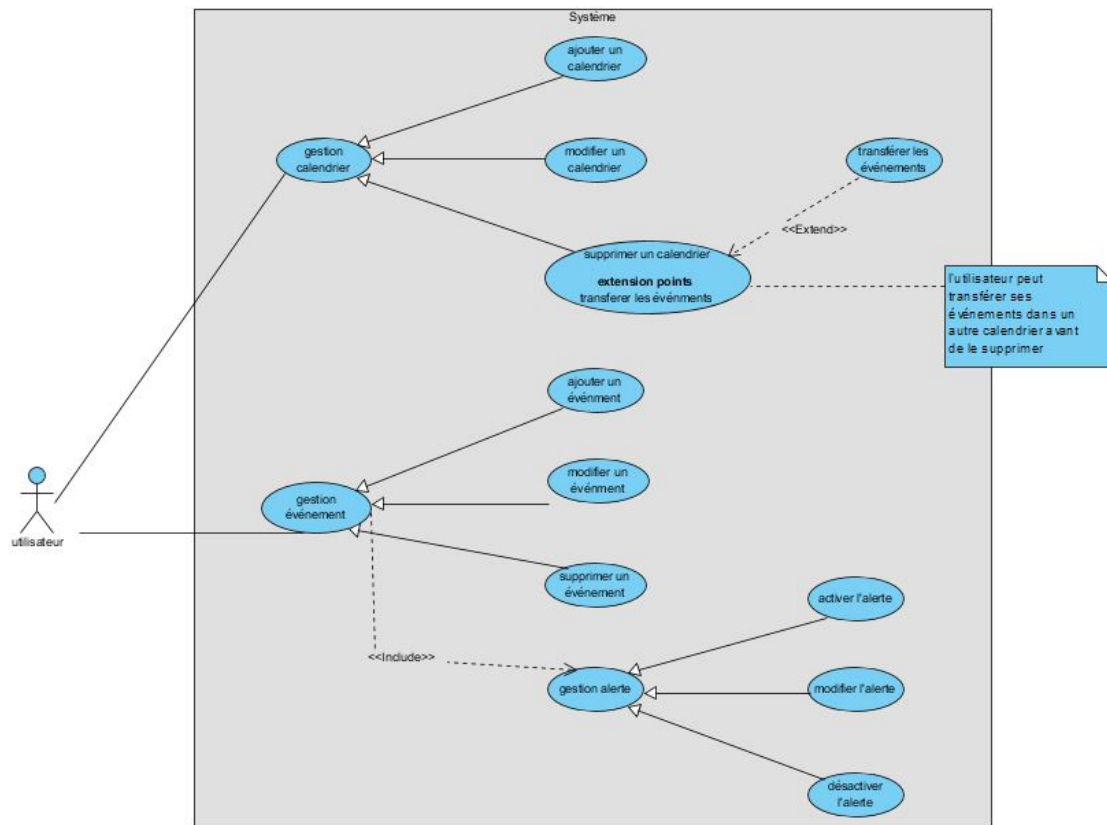 Systéme
ajouter un
calendrier
gestion
calendrier
modifier un
calendrier
transférer les
événements
<<Extend>>
supprimer un calendrier
extension points
transferer les événments
l'utilisateur peut
transférer ses
événements dans un
autre calendrier avant
de le supprimer
ajouter un
événment
modifier un
événment
gestion
événement
utilisateur
supprimer un
événement
activer l'alerte
<<Include>>
gestion alerte
modifier l'alerte
désactiver
l'alerte